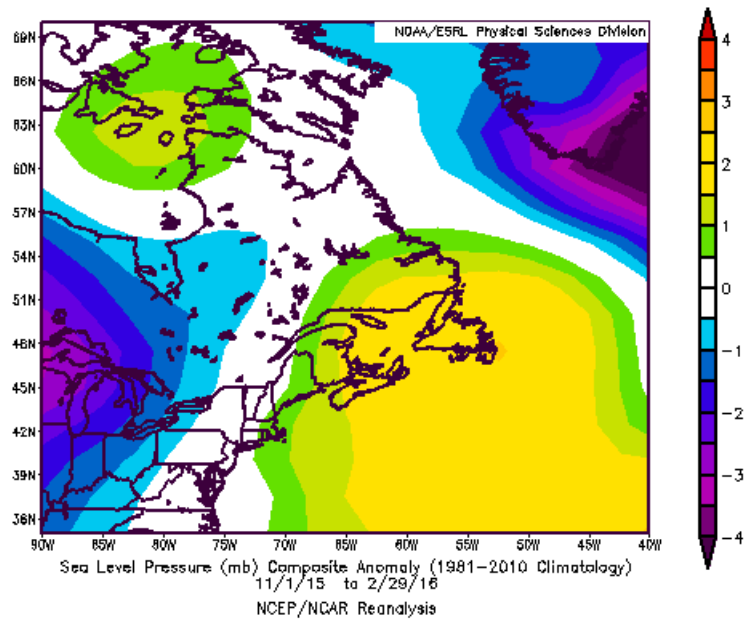 NOAA/ESRL Physical Sciences Division
69N
66N
63N
60N
57N
54N
51N
48N
45N
42N
39N
36N
90W 85W 80W 75W 70W 65W 60W 55W 50W 45W 40W
4
3
2
1
0
-1
-2
-3
-4
Sea Level Pressure (mb) Composite Anomaly (1981-2010 Climatology)
11/1/15 to 2/29/16
NCEP/NCAR Reanalysis